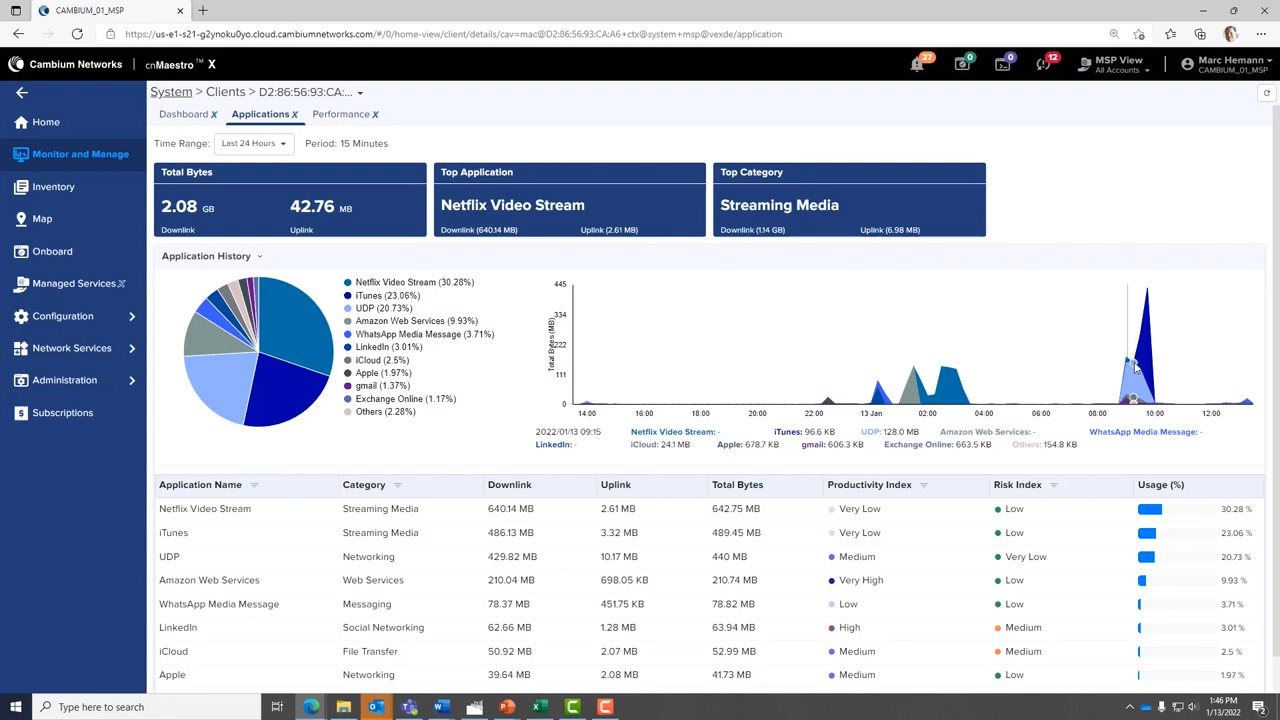 CAMBIUM_01_MSP
https://us-e1-s21-g2ynoku0yo.cloud.cambiumnetworks.com/#/0/home-view/client/details/cav=mac@D2:86:56:93:CA:A6+ctx@system+msp@vexde/application
Cambium Networks cnMaestro™ X
27 0 0 12
MSP View
All Accounts
Marc Hemann
CAMBIUM_01_MSP
Home
Monitor and Manage
Inventory
Map
Onboard
Managed Services X
Configuration
Network Services
Administration
Subscriptions
System > Clients > D2:86:56:93:CA:...
Dashboard X Applications X Performance X
Time Range: Last 24 Hours Period: 15 Minutes
Total Bytes
2.08 GB 42.76 MB
Downlink Uplink
Top Application
Netflix Video Stream
Downlink (640.14 MB) Uplink (2.61 MB)
Top Category
Streaming Media
Downlink (1.14 GB) Uplink (6.98 MB)
Application History
Netflix Video Stream (30.28%)
iTunes (23.06%)
UDP (20.73%)
Amazon Web Services (9.93%)
WhatsApp Media Message (3.71%)
LinkedIn (3.01%)
iCloud (2.5%)
Apple (1.97%)
gmail (1.37%)
Exchange Online (1.17%)
Others (2.28%)
Total Bytes (MB)
445
334
222
111
0
14:00 16:00 18:00 20:00 22:00 13 Jan 02:00 04:00 06:00 08:00 10:00 12:00
2022/01/13 09:15 Netflix Video Stream: - iTunes: 96.6 KB UDP: 128.0 MB Amazon Web Services: - WhatsApp Media Message: -
LinkedIn: - iCloud: 24.1 MB Apple: 678.7 KB gmail: 606.3 KB Exchange Online: 663.5 KB Others: 154.8 KB
Application Name Category Downlink Uplink Total Bytes Productivity Index Risk Index Usage (%)
Netflix Video Stream Streaming Media 640.14 MB 2.61 MB 642.75 MB Very Low Low 30.28 %
iTunes Streaming Media 486.13 MB 3.32 MB 489.45 MB Very Low Low 23.06 %
UDP Networking 429.82 MB 10.17 MB 440 MB Medium Very Low 20.73 %
Amazon Web Services Web Services 210.04 MB 698.05 KB 210.74 MB Very High Low 9.93 %
WhatsApp Media Message Messaging 78.37 MB 451.75 KB 78.82 MB Low Low 3.71 %
LinkedIn Social Networking 62.66 MB 1.28 MB 63.94 MB High Medium 3.01 %
iCloud File Transfer 50.92 MB 2.07 MB 52.99 MB Medium Medium 2.5 %
Apple Networking 39.64 MB 2.08 MB 41.73 MB Medium Low 1.97 %
Type here to search
1:46 PM
1/13/2022
2